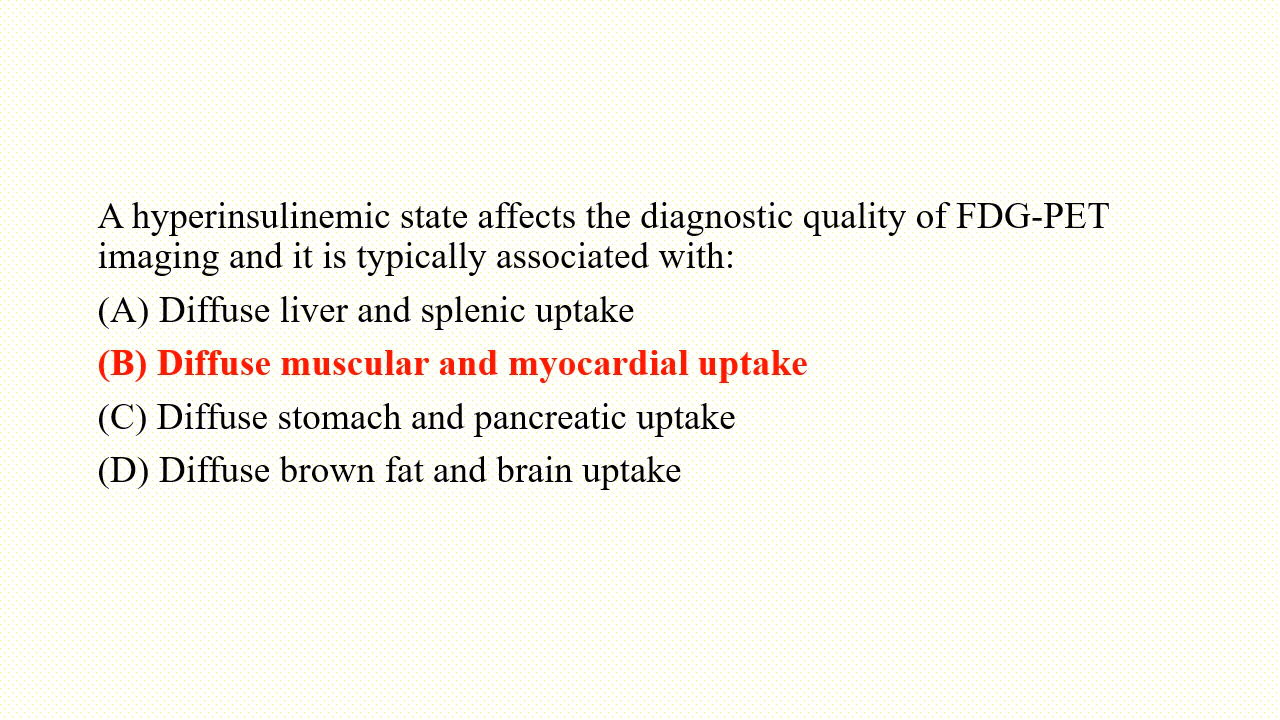 A hyperinsulinemic state affects the diagnostic quality of FDG-PET
imaging and it is typically associated with:
(A) Diffuse liver and splenic uptake
(B) Diffuse muscular and myocardial uptake
(C) Diffuse stomach and pancreatic uptake
(D) Diffuse brown fat and brain uptake